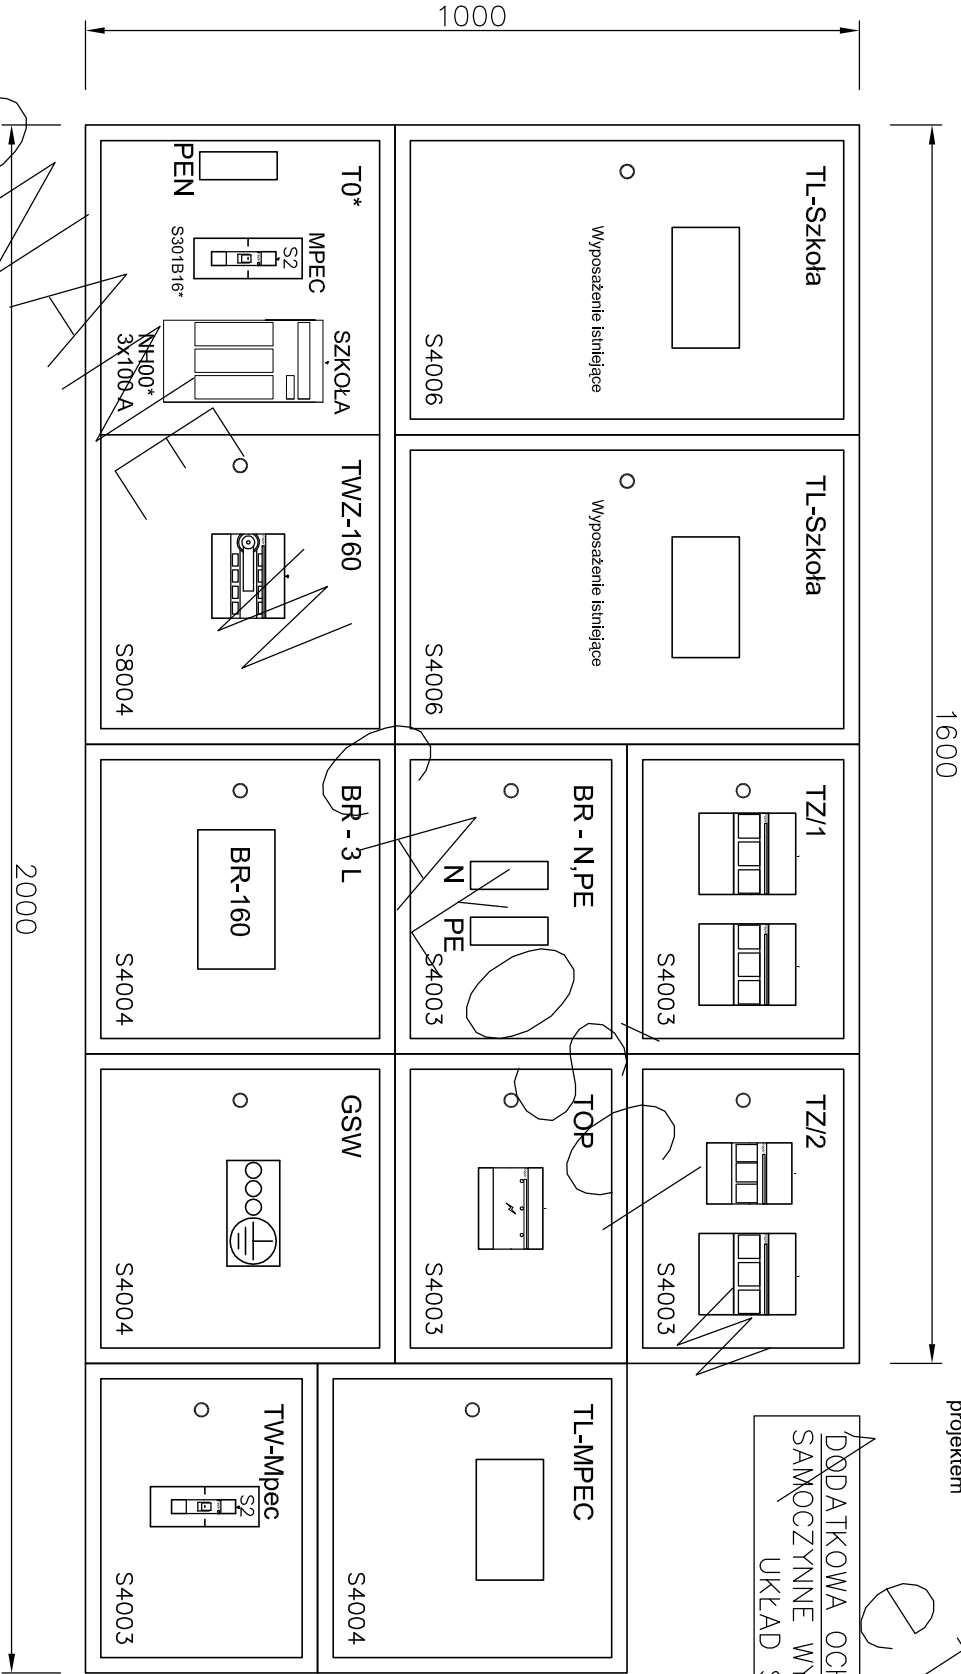 1000
1600
2000
TL-Szkoła
Wyposażenie istniejące
S4006
TL-Szkoła
Wyposażenie istniejące
S4006
TZ/1
S4003
TZ/2
S4003
T0*
PEN
MPEC
S2
S301B16*
SZKOŁA
NH00*
3x100 A
TWZ-160
S8004
BR - N,PE
N
PE
S4003
BR - 3 L
BR-160
S4004
TOP
S4003
GSW
S4004
TL-MPEC
S4004
TW-Mpec
S2
S4003
projektem
DODATKOWA OCH
SAMOCZYNNE WY
UKŁAD S